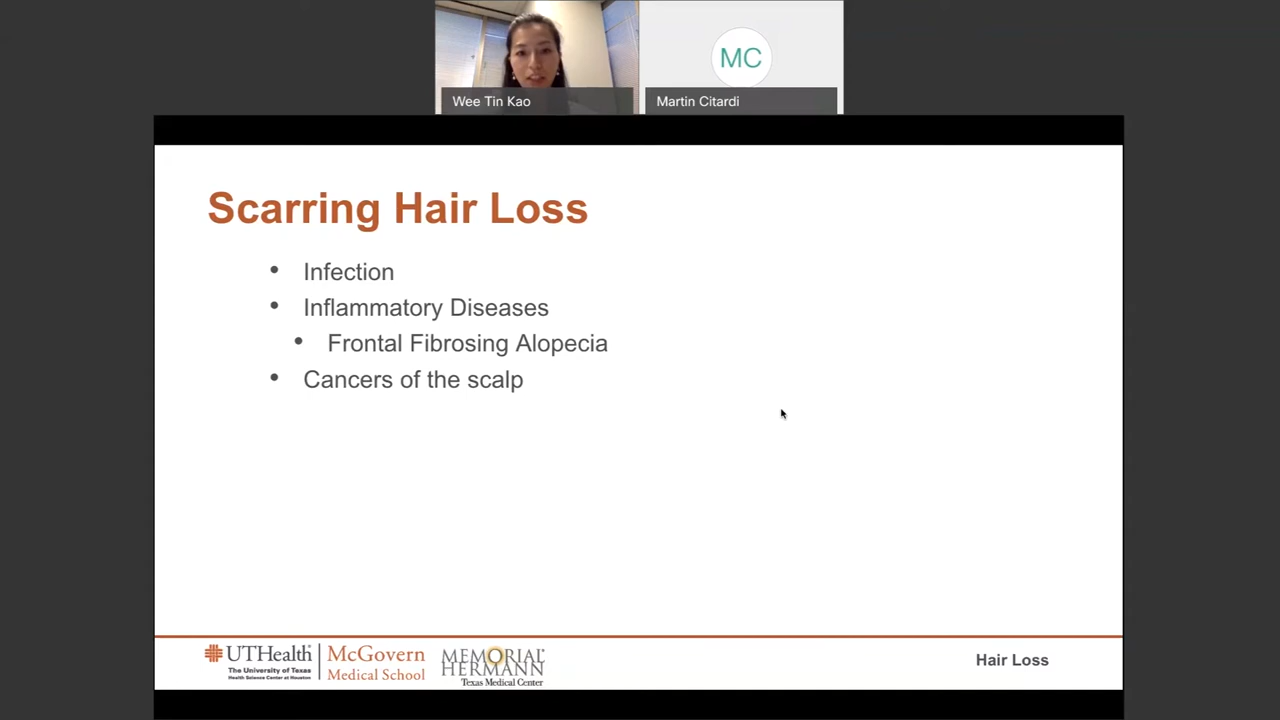 MC
Wee Tin Kao
Martin Citardi
Scarring Hair Loss
• Infection
• Inflammatory Diseases
• Frontal Fibrosing Alopecia
• Cancers of the scalp
UTHealth
The University of Texas
Health Science Center at Houston
McGovern
Medical School
MEMORIAL
HERMANN
Texas Medical Center
Hair Loss